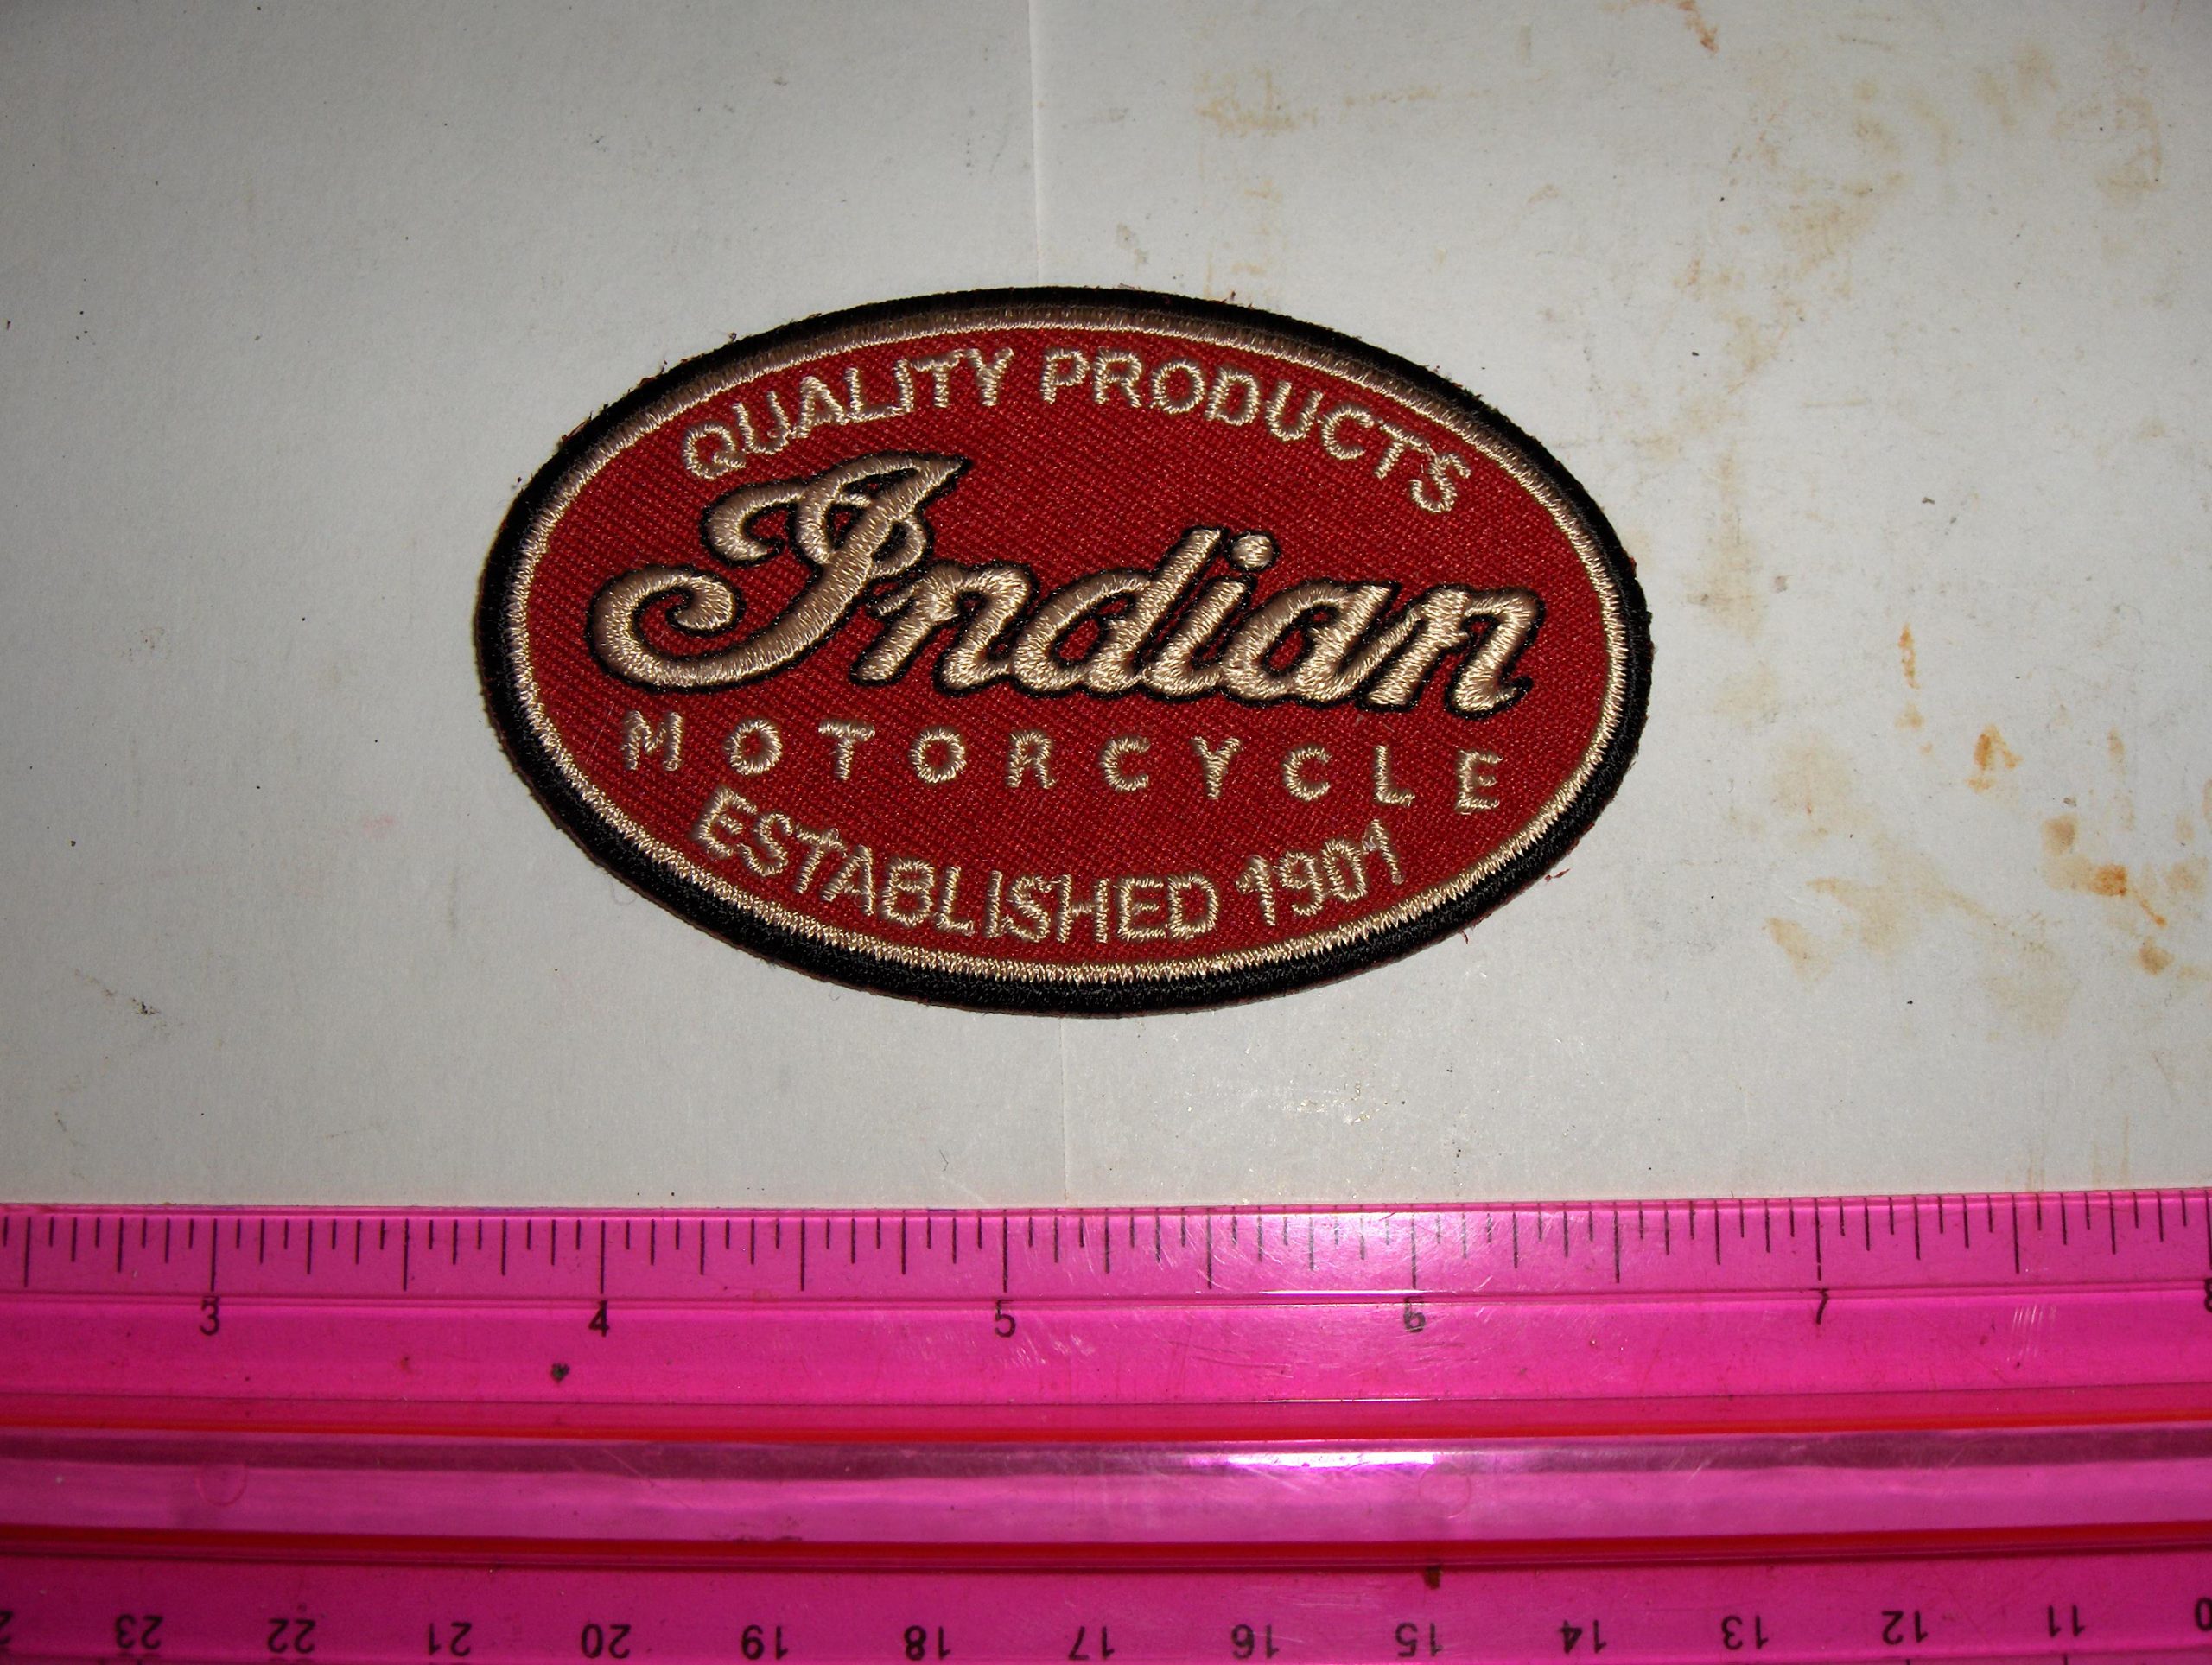 QUALITY PRODUCTS
Indian
MOTORCYCLE
ESTABLISHED 1901
3 4 5 6 7 8
23 22 21 20 19 18 17 16 15 14 13 12 11